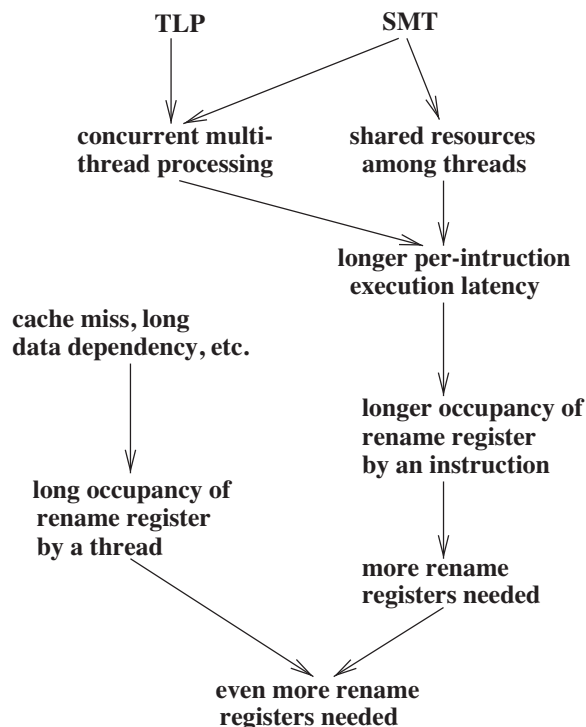 TLP
SMT
concurrent multi-
thread processing
shared resources
among threads
longer per-intruction
execution latency
cache miss, long
data dependency, etc.
longer occupancy of
rename register
by an instruction
long occupancy of
rename register
by a thread
more rename
registers needed
even more rename
registers needed